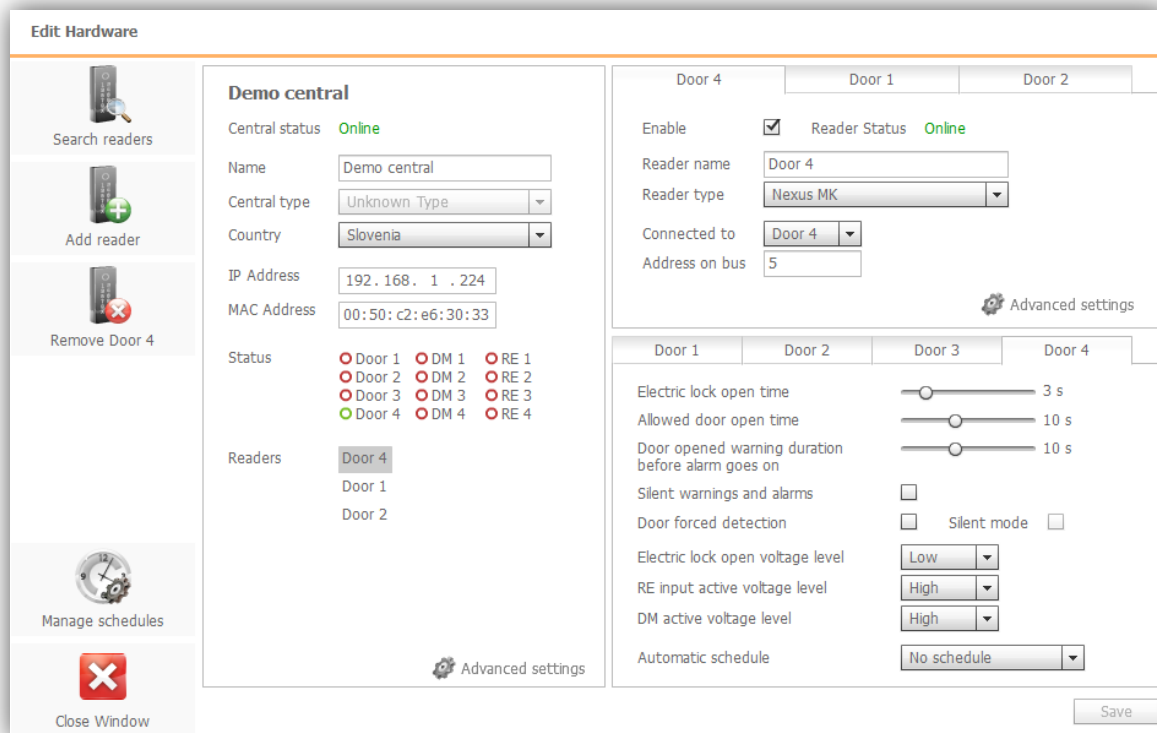 Edit Hardware
Search readers
Add reader
Remove Door 4
Manage schedules
Close Window
Demo central
Central status Online
Name Demo central
Central type Unknown Type
Country Slovenia
IP Address 192.168. 1 .224
MAC Address 00:50:c2:e6:30:33
Status Door 1 DM 1 RE 1
Door 2 DM 2 RE 2
Door 3 DM 3 RE 3
Door 4 DM 4 RE 4
Readers Door 4
Door 1
Door 2
Advanced settings
Door 4 Door 1 Door 2
Enable Reader Status Online
Reader name Door 4
Reader type Nexus MK
Connected to Door 4
Address on bus 5
Advanced settings
Door 1 Door 2 Door 3 Door 4
Electric lock open time 3 s
Allowed door open time 10 s
Door opened warning duration 10 s
before alarm goes on
Silent warnings and alarms
Door forced detection Silent mode
Electric lock open voltage level Low
RE input active voltage level High
DM active voltage level High
Automatic schedule No schedule
Save